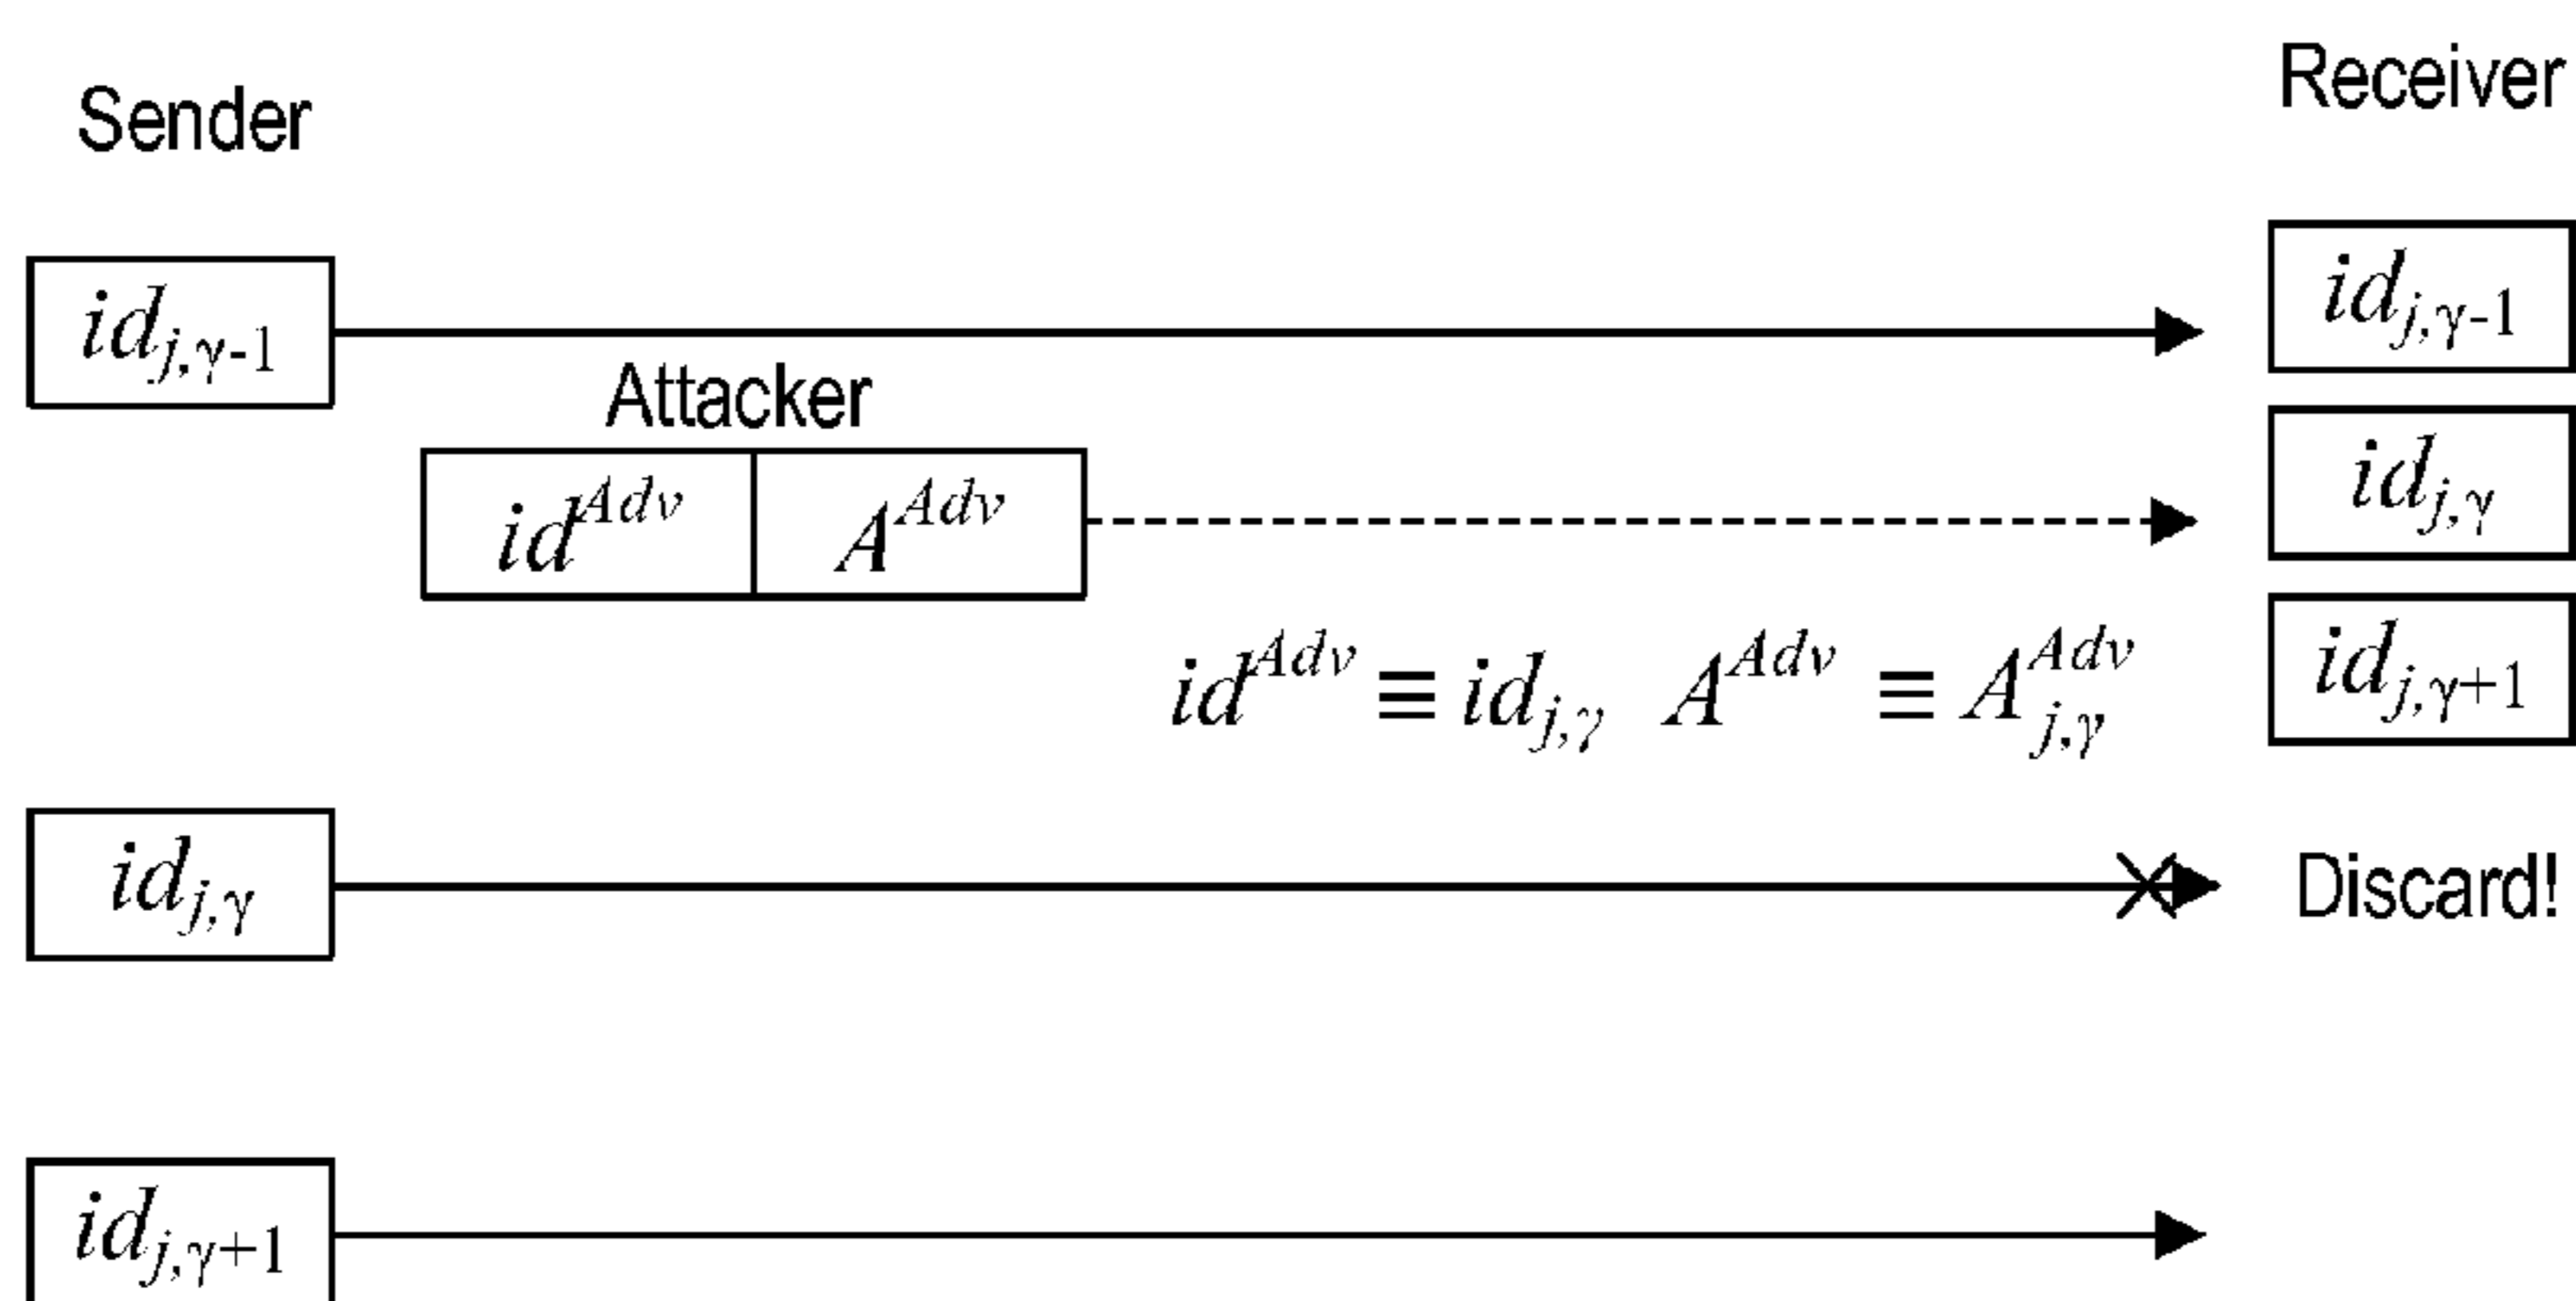 Sender
Receiver
id_{j,γ-1}
id_{j,γ-1}
Attacker
id^{Adv} A^{Adv}
id_{j,γ}
id^{Adv} ≡ id_{j,γ} A^{Adv} ≡ A^{Adv}_{j,γ}
id_{j,γ+1}
id_{j,γ}
Discard!
id_{j,γ+1}